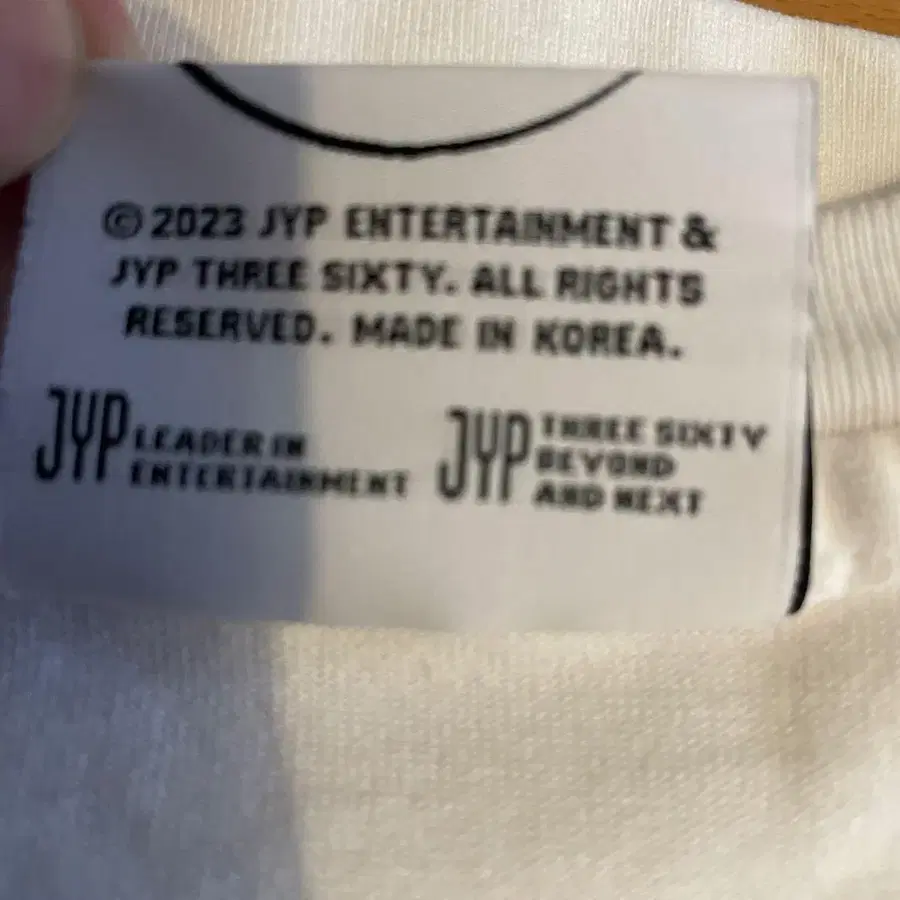 © 2023 JYP ENTERTAINMENT &
JYP THREE SIXTY. ALL RIGHTS
RESERVED. MADE IN KOREA.
JYP LEADER IN
ENTERTAINMENT
JYP THREE SIXTY
BEYOND
AND NEXT